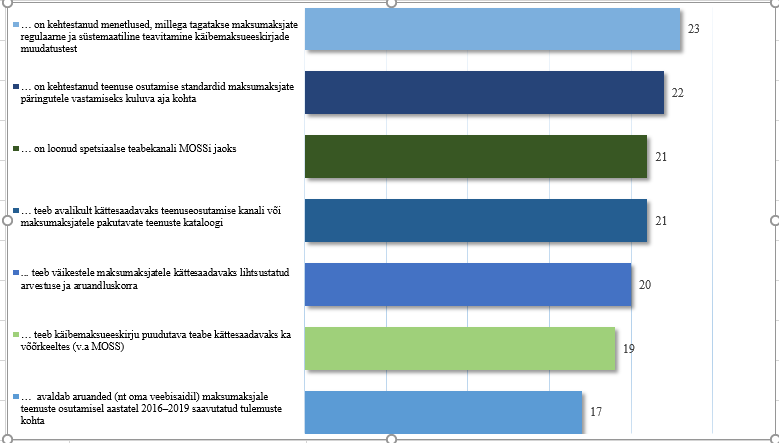 … on kehtestanud menetlused, millega tagatakse maksumaksjate
regulaarne ja süstemaatiline teavitamine käibemaksueeskirjade
muudatustest
23
… on kehtestanud teenuse osutamise standardid maksumaksjate
päringutele vastamiseks kuluva aja kohta
22
… on loonud spetsiaalse teabekanali MOSSi jaoks
21
… teeb avalikult kättesaadavaks teenuseosutamise kanali või
maksumaksjatele pakutavate teenuste kataloogi
21
... teeb väikestele maksumaksjatele kättesaadavaks lihtsustatud
arvestuse ja aruandluskorra
20
… teeb käibemaksueeskirju puudutava teabe kättesaadavaks ka
võõrkeeltes (v.a MOSS)
19
… avaldab aruanded (nt oma veebisaidil) maksumaksjale
teenuste osutamisel aastatel 2016–2019 saavutatud tulemuste
kohta
17